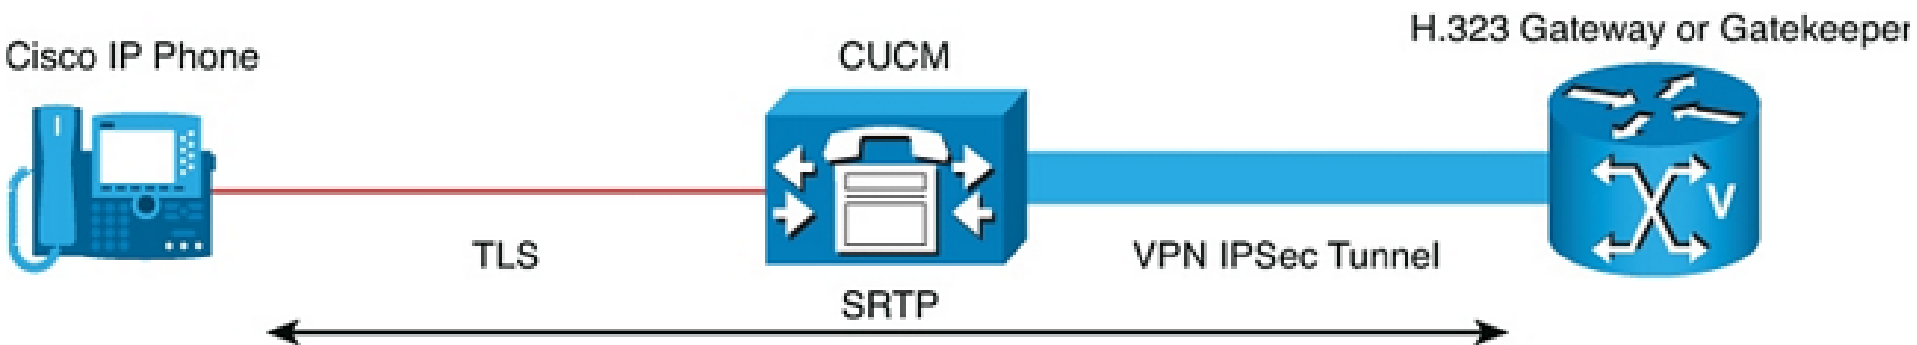 H.323 Gateway or Gatekeeper
Cisco IP Phone
CUCM
V
TLS
VPN IPSec Tunnel
SRTP